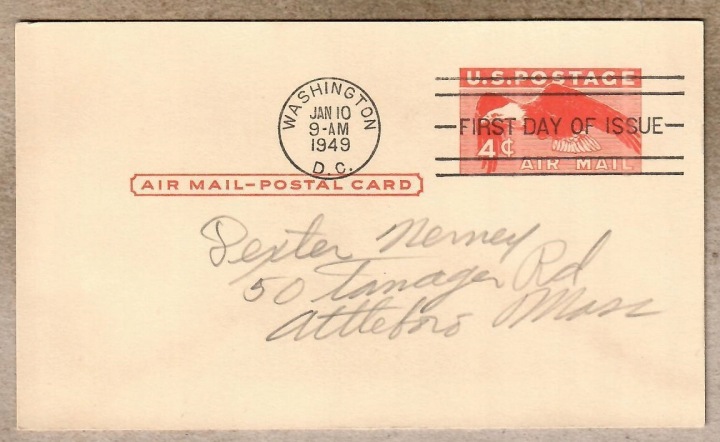 U.S. POSTAGE
WASHINGTON
JAN 10
9-AM
1949
D.C.
FIRST DAY OF ISSUE
4¢
AIR MAIL
AIR MAIL-POSTAL CARD
Dexter Nerney
50 Tanager Rd
Attleboro Mass